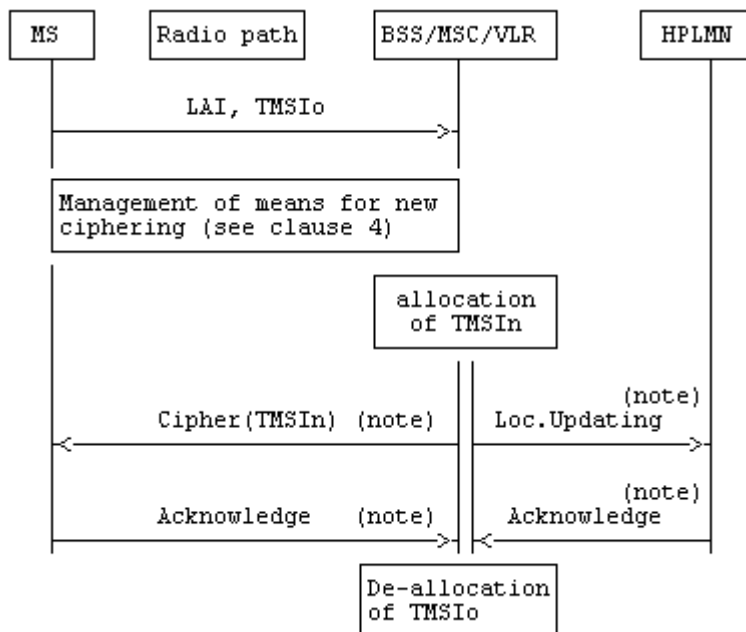 MS
Radio path
BSS/MSC/VLR
HPLMN
LAI, TMSIo
Management of means for new
ciphering (see clause 4)
allocation
of TMSIn
(note)
Cipher(TMSIn) (note)
Loc.Updating
(note)
Acknowledge (note)
Acknowledge
De-allocation
of TMSIo